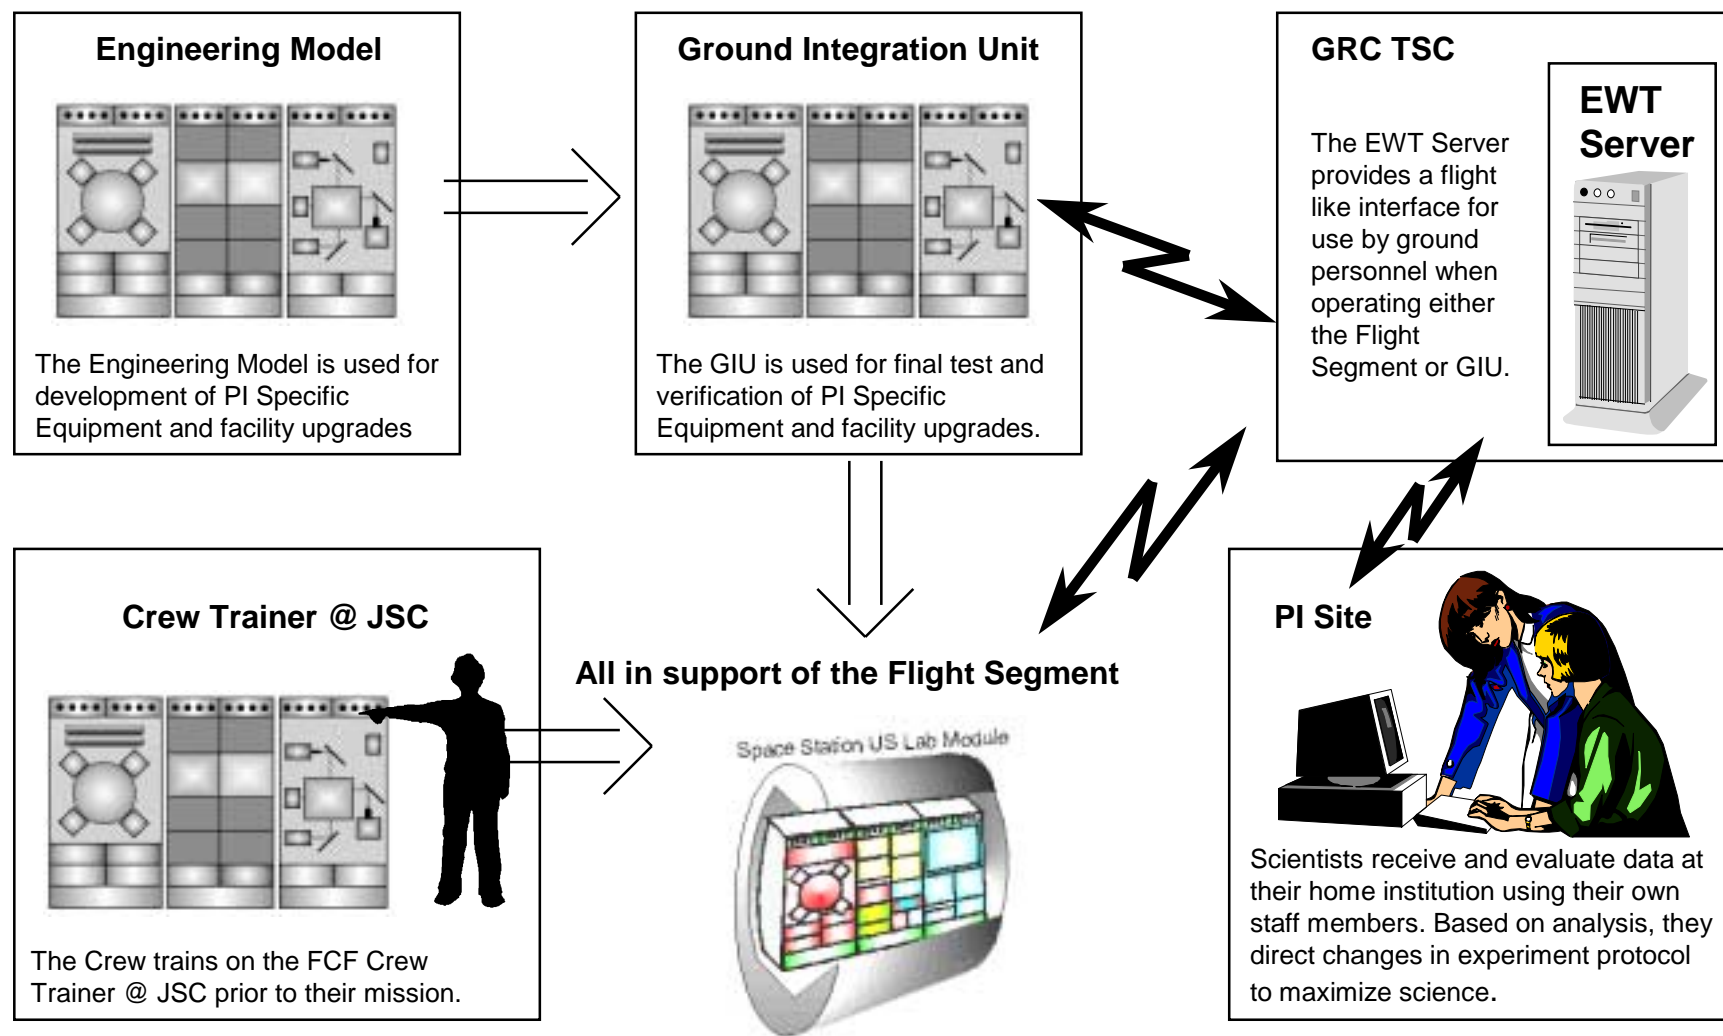 Engineering Model
The Engineering Model is used for
development of PI Specific
Equipment and facility upgrades
Ground Integration Unit
The GIU is used for final test and
verification of PI Specific
Equipment and facility upgrades.
GRC TSC
The EWT Server
provides a flight
like interface for
use by ground
personnel when
operating either
the Flight
Segment or GIU.
EWT
Server
Crew Trainer @ JSC
The Crew trains on the FCF Crew
Trainer @ JSC prior to their mission.
All in support of the Flight Segment
Space Station US Lab Module
PI Site
Scientists receive and evaluate data at
their home institution using their own
staff members. Based on analysis, they
direct changes in experiment protocol
to maximize science.